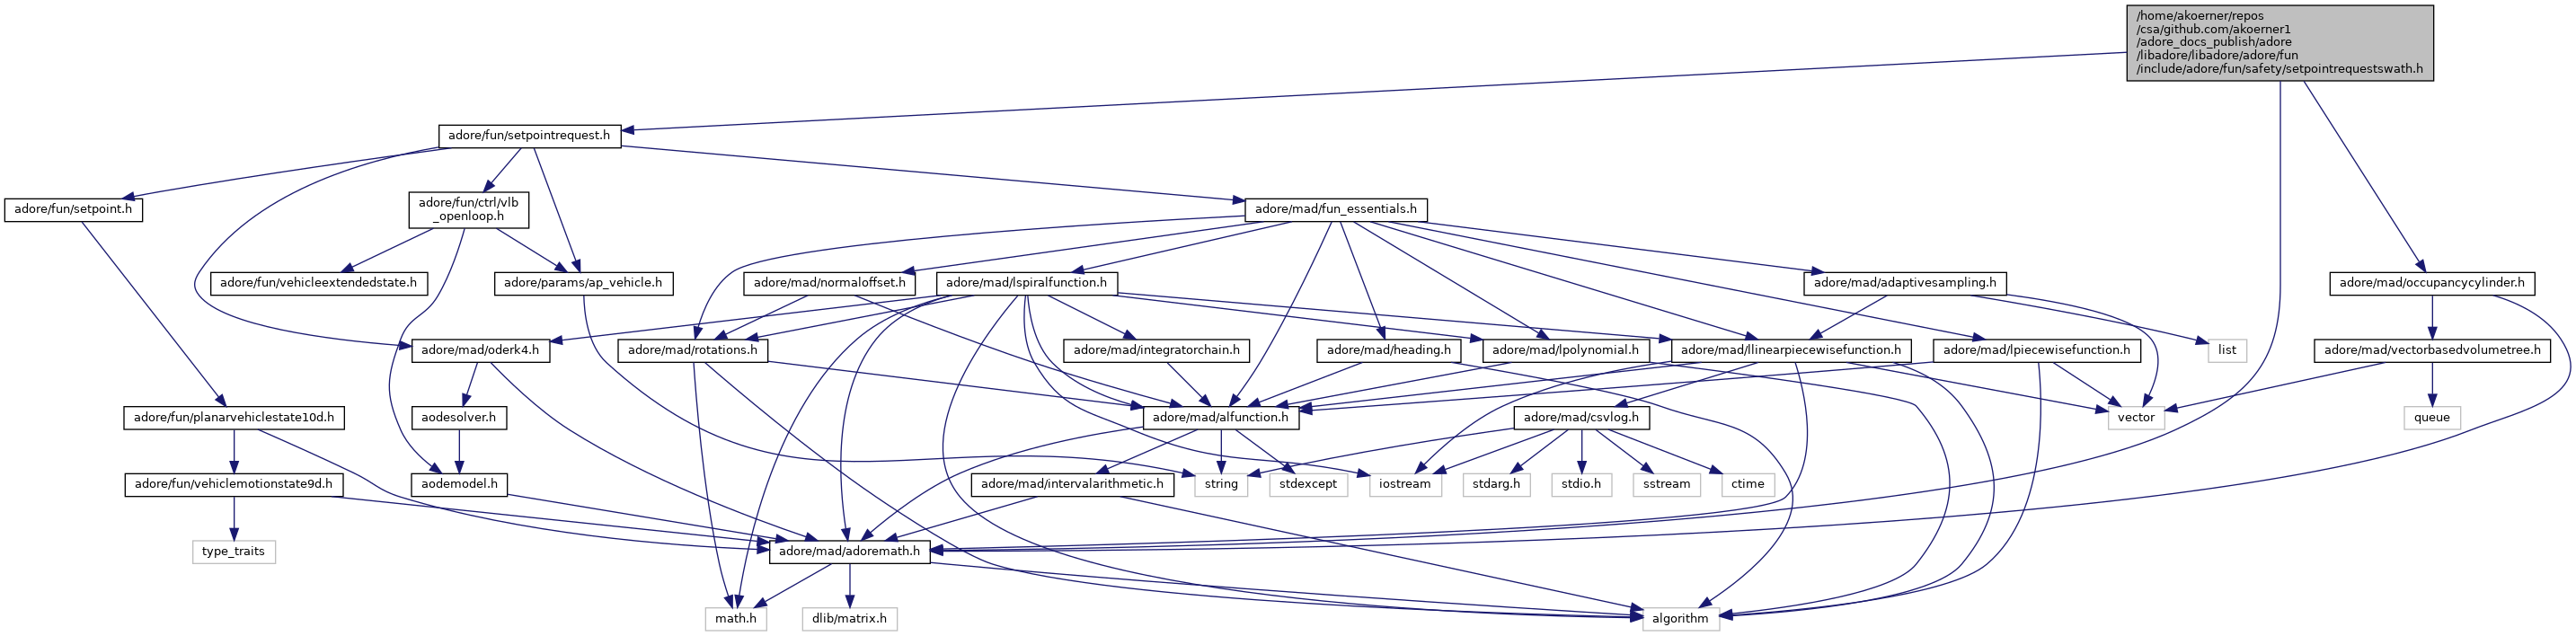 /home/akoerner/repos
/csa/github.com/akoerner1
/adore_docs_publish/adore
/libadore/libadore/adore/fun
/include/adore/fun/safety/setpointrequestswath.h
adore/fun/setpointrequest.h
adore/fun/setpoint.h
adore/fun/ctrl/vlb
_openloop.h
adore/mad/fun_essentials.h
adore/fun/vehicleextendedstate.h
adore/params/ap_vehicle.h
adore/mad/normaloffset.h
adore/mad/lspiralfunction.h
adore/mad/adaptivesampling.h
adore/mad/occupancycylinder.h
adore/mad/oderk4.h
adore/mad/rotations.h
adore/mad/integratorchain.h
adore/mad/heading.h
adore/mad/lpolynomial.h
adore/mad/llinearpiecewisefunction.h
adore/mad/lpiecewisefunction.h
list
adore/mad/vectorbasedvolumetree.h
adore/fun/planarvehiclestate10d.h
aodesolver.h
adore/mad/alfunction.h
adore/mad/csvlog.h
vector
queue
adore/fun/vehiclemotionstate9d.h
aodemodel.h
adore/mad/intervalarithmetic.h
string
stdexcept
iostream
stdarg.h
stdio.h
sstream
ctime
type_traits
adore/mad/adoremath.h
math.h
dlib/matrix.h
algorithm